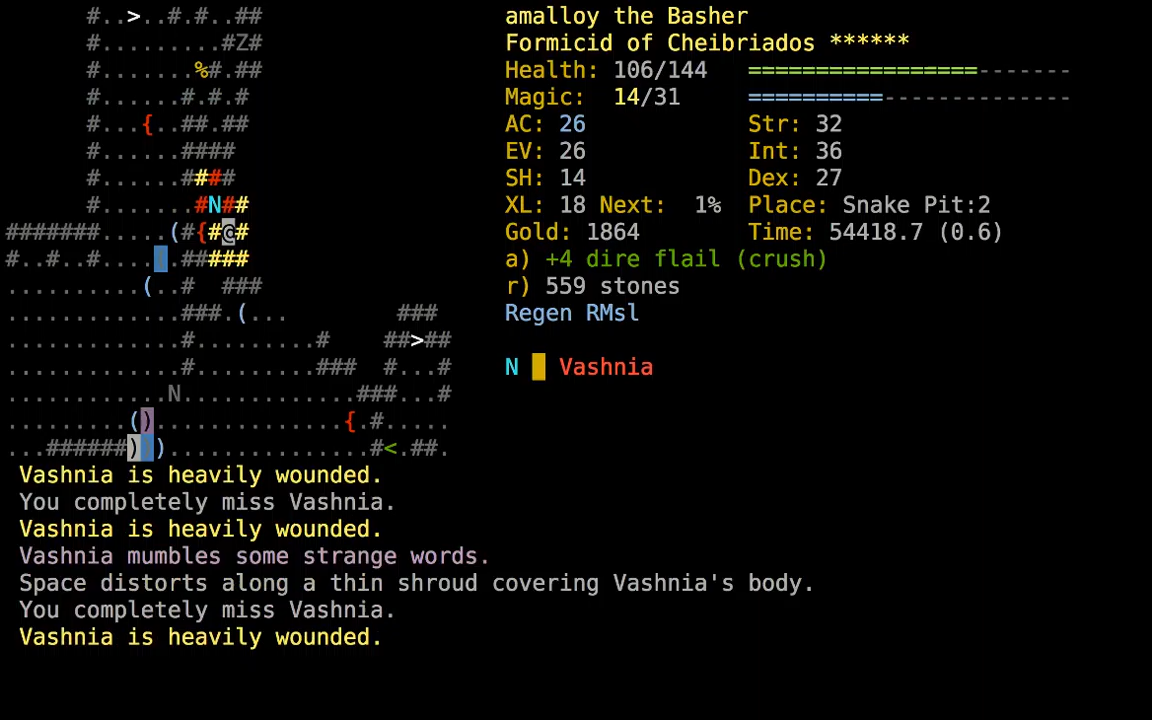 #..>..#.#..## amalloy the Basher
#.........#Z# Formicid of Cheibriados ******
#.......%#.## Health: 106/144 =================-------
#......#.#.# Magic: 14/31 ==========--------------
#...{..##.## AC: 26 Str: 32
#......#### EV: 26 Int: 36
#......#### SH: 14 Dex: 27
#.......#N## XL: 18 Next: 1% Place: Snake Pit:2
#######.....(#{#@# Gold: 1864 Time: 54418.7 (0.6)
#..#..#.... .##### a) +4 dire flail (crush)
..........(..# ### r) 559 stones
.............###.(... ### Regen RMsl
.............#.........# ##>##
.............#.........### #...# N Vashnia
............N.............###...#
.........()...............{.#.....
...######) )...............#<.##.
Vashnia is heavily wounded.
You completely miss Vashnia.
Vashnia is heavily wounded.
Vashnia mumbles some strange words.
Space distorts along a thin shroud covering Vashnia's body.
You completely miss Vashnia.
Vashnia is heavily wounded.